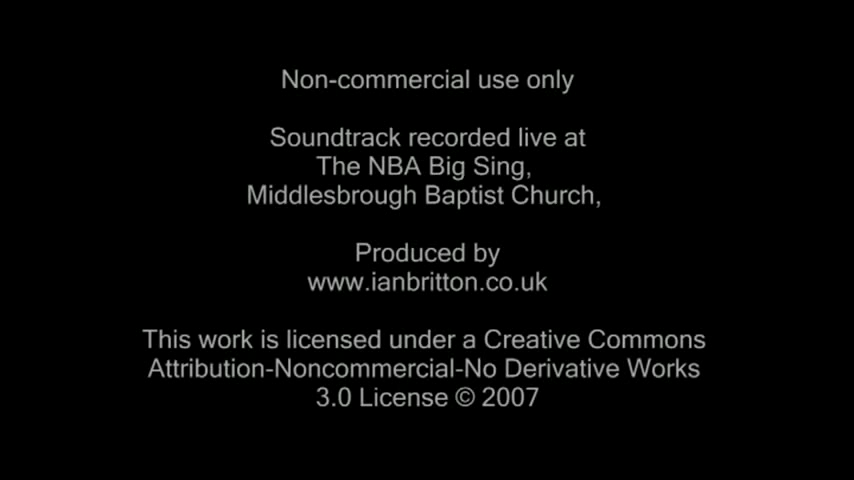 Non-commercial use only
Soundtrack recorded live at
The NBA Big Sing,
Middlesbrough Baptist Church,
Produced by
www.ianbritton.co.uk
This work is licensed under a Creative Commons
Attribution-Noncommercial-No Derivative Works
3.0 License © 2007